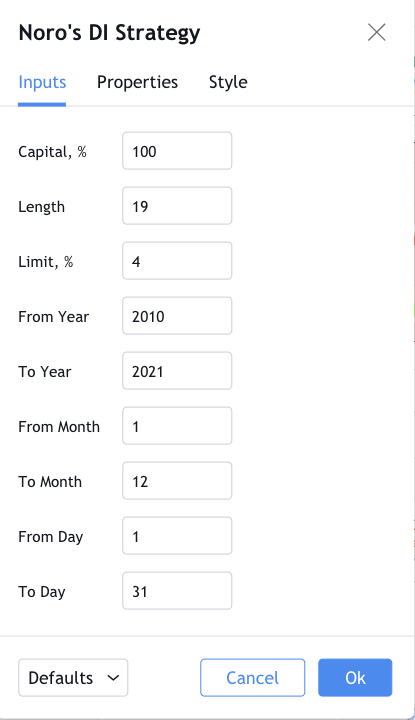 Noro's DI Strategy
Inputs Properties Style
Capital, % 100
Length 19
Limit, % 4
From Year 2010
To Year 2021
From Month 1
To Month 12
From Day 1
To Day 31
Defaults Cancel Ok